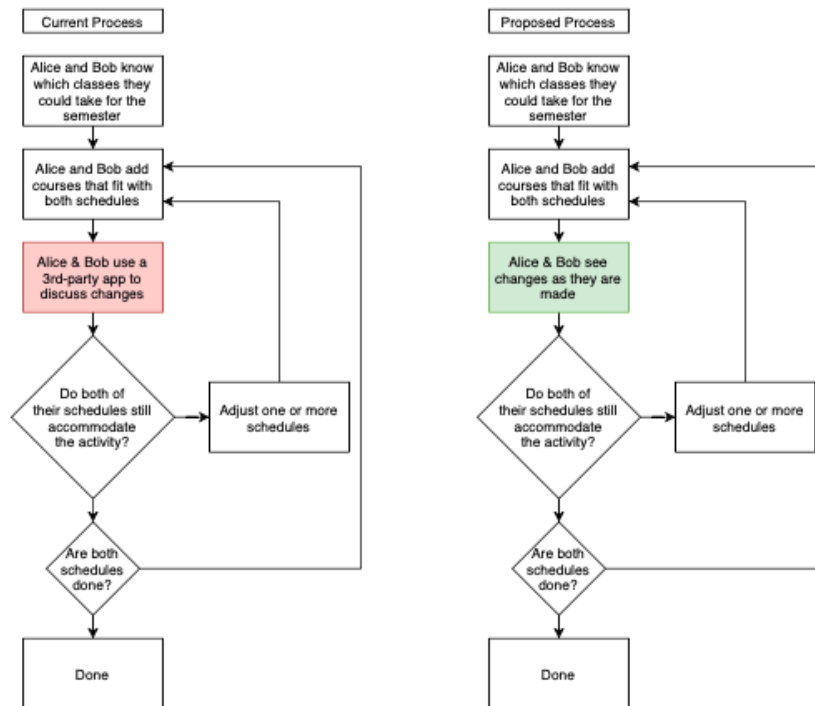 Current Process
Alice and Bob know
which classes they
could take for the
semester
Alice and Bob add
courses that fit with
both schedules
Alice & Bob use a
3rd-party app to
discuss changes
Do both of
their schedules still
accommodate
the activity?
Adjust one or more
schedules
Are both
schedules
done?
Done
Proposed Process
Alice and Bob know
which classes they
could take for the
semester
Alice and Bob add
courses that fit with
both schedules
Alice & Bob see
changes as they are
made
Do both of
their schedules still
accommodate
the activity?
Adjust one or more
schedules
Are both
schedules
done?
Done